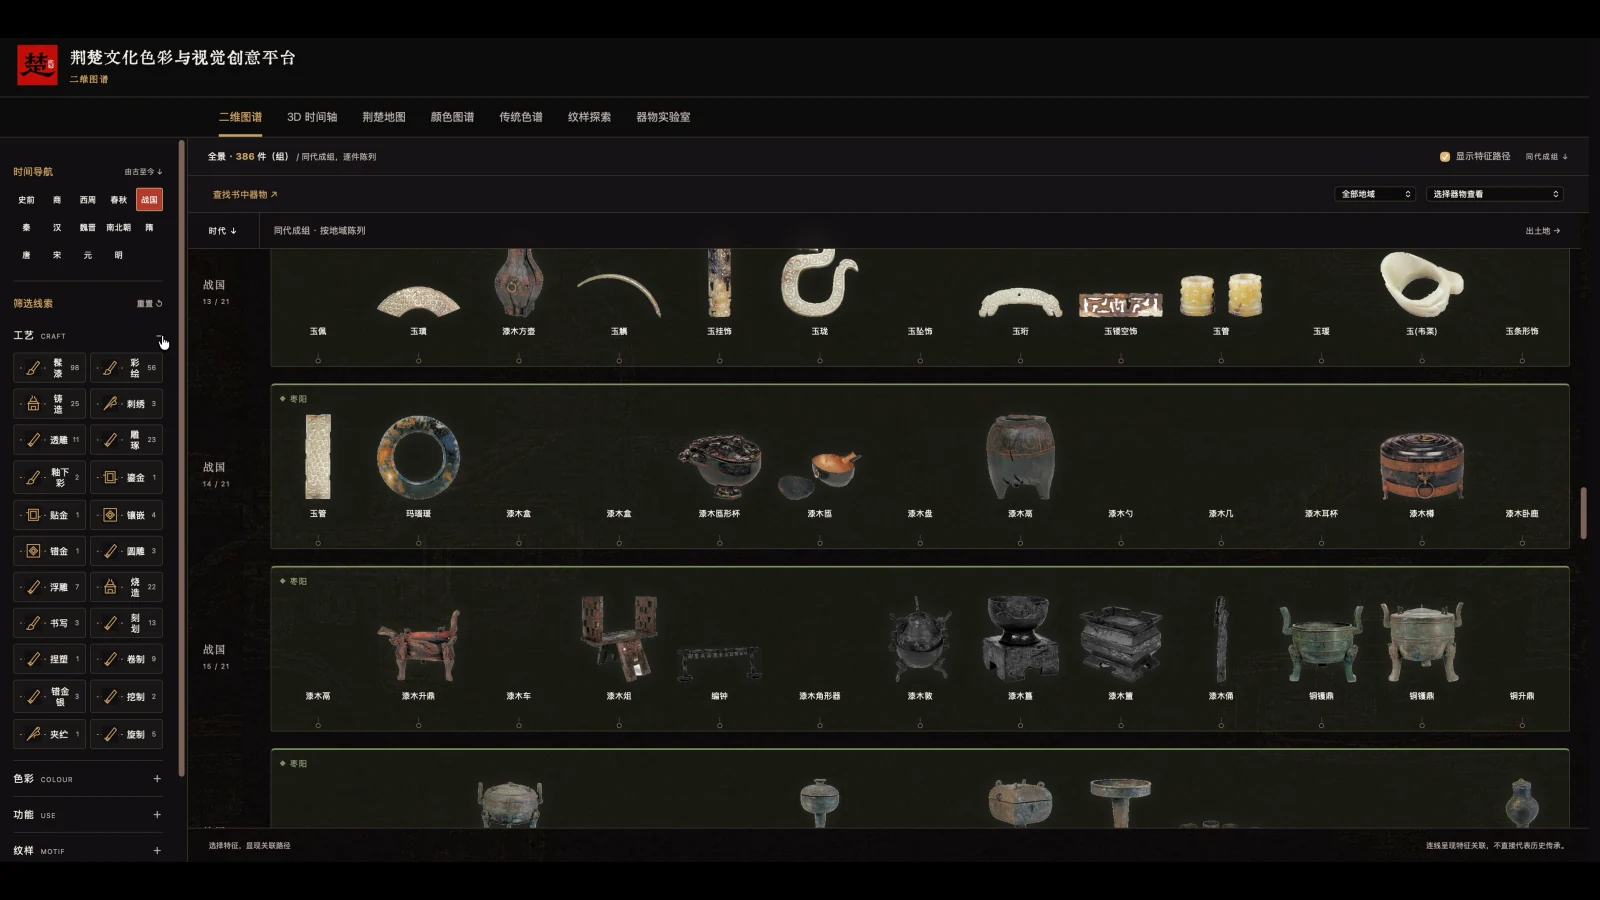 楚
荆楚文化色彩与视觉创意平台
二维图谱
二维图谱 3D 时间轴 荆楚地图 颜色图谱 传统色谱 纹样探索 器物实验室
时间导航 由古至今 ↓
史前 商 西周 春秋 战国
秦 汉 魏晋 南北朝 隋
唐 宋 元 明
筛选线索 重置
工艺 CRAFT
髹漆 98 彩绘 56
铸造 25 刺绣 3
透雕 11 雕琢 23
釉下彩 2 鎏金 1
贴金 1 镶嵌 4
错金 1 圆雕 3
浮雕 7 烧造 22
书写 3 刻划 13
捏塑 1 卷制 9
错金银 3 挖制 2
夹纻 1 旋制 5
色彩 COLOUR +
功能 USE +
纹样 MOTIF +
全景 · 386 件（组） / 同代成组，逐件陈列 显示特征路径 同代成组 ↓
查找书中器物 ↗ 全部地域 选择器物查看
时代 ↓ 同代成组 · 按地域陈列 出土地 →
战国
13 / 21
玉佩 玉璜 漆木方壶 玉觿 玉挂饰 玉珑 玉坠饰 玉珩 玉镂空饰 玉管 玉瑗 玉(韦枼) 玉条形饰
枣阳
战国
14 / 21
玉管 玛瑙瑗 漆木盒 漆木盒 漆木匜形杯 漆木匜 漆木盘 漆木鬲 漆木勺 漆木几 漆木耳杯 漆木樽 漆木卧鹿
枣阳
战国
15 / 21
漆木鬲 漆木升鼎 漆木车 漆木俎 编钟 漆木角形器 漆木敦 漆木簋 漆木簠 漆木俑 铜镬鼎 铜镬鼎 铜升鼎
枣阳
选择特征，显现关联路径 连线呈现特征关联，不直接代表历史传承。